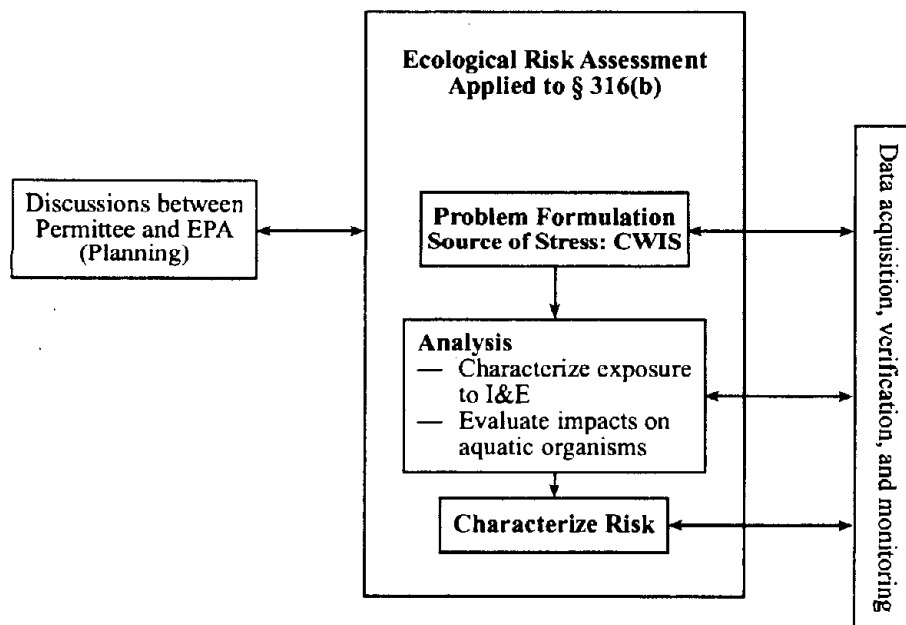 Ecological Risk Assessment
Applied to § 316(b)
Discussions between
Permittee and EPA
(Planning)
Problem Formulation
Source of Stress: CWIS
Analysis
— Characterize exposure
to I&E
— Evaluate impacts on
aquatic organisms
Characterize Risk
Data acquisition, verification, and monitoring